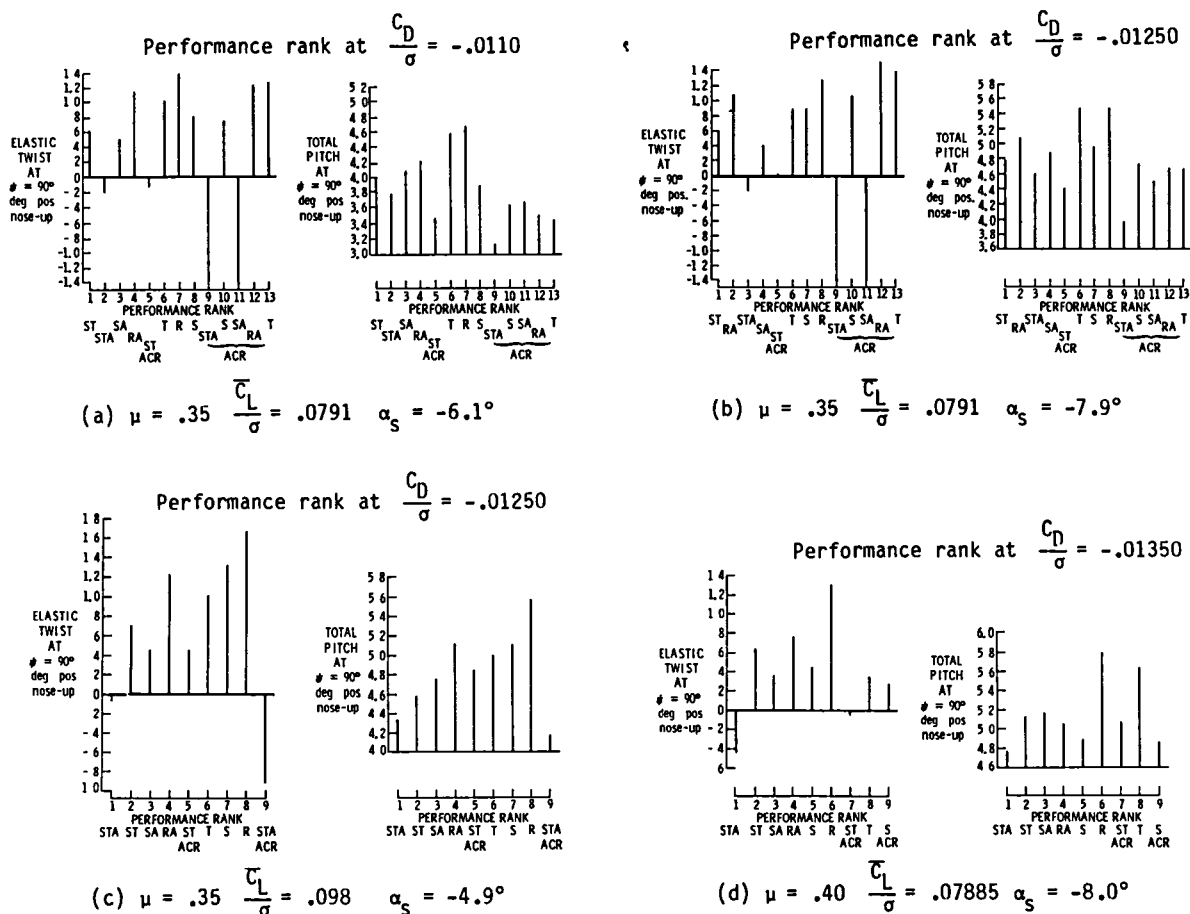 Performance rank at C_D/σ = -.0110
1.4
1.2
1.0
8
6
4
2
0
-2
-4
-6
-8
-1.0
-1.2
-1.4
ELASTIC
TWIST
AT
ψ = 90°
deg pos
nose-up
1 2 3 4 5 6 7 8 9 10 11 12 13
PERFORMANCE RANK
ST STA SA RA ST T R S STA S SA RA T
ACR ACR
5.2
5.0
4.8
4.6
4.4
4.2
4.0
3.8
3.6
3.4
3.2
3.0
TOTAL
PITCH
AT
ψ = 90°
deg pos
nose-up
1 2 3 4 5 6 7 8 9 10 11 12 13
PERFORMANCE RANK
ST STA SA RA ST T R S STA S SA RA T
ACR ACR
(a) μ = .35 C̅_L/σ = .0791 α_S = -6.1°
Performance rank at C_D/σ = -.01250
1.4
1.2
1.0
8
6
4
2
0
-2
-4
-6
-8
-1.0
-1.2
-1.4
ELASTIC
TWIST
AT
ψ = 90°
deg pos.
nose-up
1 2 3 4 5 6 7 8 9 10 11 12 13
PERFORMANCE RANK
ST RA STA SA ST T S R STA S SA RA T
ACR ACR
5 8
5.6
5.4
5.2
5.0
4.8
4.6
4.4
4.2
4.0
3.8
3.6
TOTAL
PITCH
AT
ψ = 90°
deg pos
nose-up
1 2 3 4 5 6 7 8 9 10 11 12 13
PERFORMANCE RANK
ST RA STA SA ST T S R STA S SA RA T
ACR ACR
(b) μ = .35 C̅_L/σ = .0791 α_S = -7.9°
Performance rank at C_D/σ = -.01250
1 8
1 6
1 4
1.2
1.0
8
6
4
2
0
-2
-4
-6
-8
1 0
ELASTIC
TWIST
AT
ψ = 90°
deg pos
nose-up
1 2 3 4 5 6 7 8 9
PERFORMANCE RANK
STA ST SA RA ST T S R STA
ACR ACR
5 8
5 6
5 4
5 2
5 0
4.8
4.6
4 2
4 0
TOTAL
PITCH
AT
ψ = 90°
deg pos
nose-up
1 2 3 4 5 6 7 8 9
PERFORMANCE RANK
STA ST SA RA ST T S R STA
ACR ACR
(c) μ = .35 C̅_L/σ = .098 α_S = -4.9°
Performance rank at C_D/σ = -.01350
1 4
1.2
1.0
8
6
4
2
0
-2
-4
6
ELASTIC
TWIST
AT
ψ = 90°
deg pos
nose-up
1 2 3 4 5 6 7 8 9
PERFORMANCE RANK
STA ST SA RA S R ST T S
ACR ACR
6.0
5.8
5.6
5.4
5.2
5.0
4.8
4 6
TOTAL
PITCH
AT
ψ = 90°
deg pos
nose-up
1 2 3 4 5 6 7 8 9
PERFORMANCE RANK
STA ST SA RA S R ST T S
ACR ACR
(d) μ = .40 C̅_L/σ = .07885 α_S = -8.0°